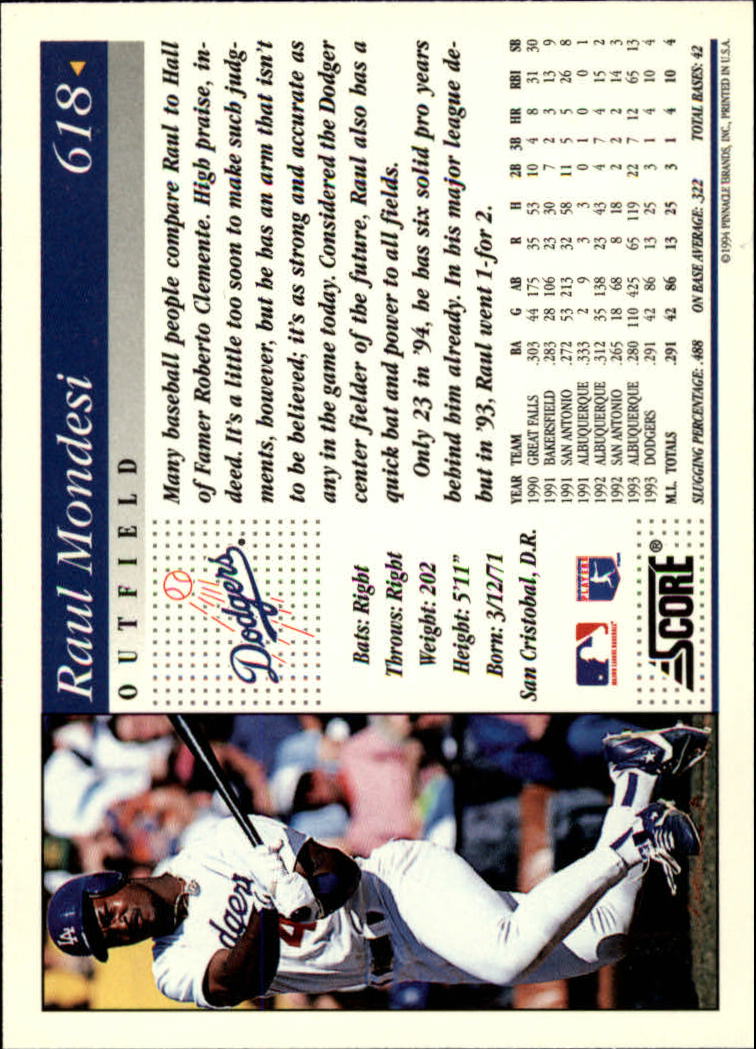 Raul Mondesi 618
OUTFIELD
Dodgers
Bats: Right
Throws: Right
Weight: 202
Height: 5'11"
Born: 3/12/71
San Cristobal, D.R.
PLAYERS
MAJOR LEAGUE BASEBALL
SCORE®
Many baseball people compare Raul to Hall
of Famer Roberto Clemente. High praise, in-
deed. It's a little too soon to make such judg-
ments, however, but he has an arm that isn't
to be believed; it's as strong and accurate as
any in the game today. Considered the Dodger
center fielder of the future, Raul also has a
quick bat and power to all fields.
Only 23 in '94, he has six solid pro years
behind him already. In his major league de-
but in '93, Raul went 1-for 2.
YEAR TEAM BA G AB R H 2B 3B HR RBI SB
1990 GREAT FALLS .303 44 175 35 53 10 4 8 31 30
1991 BAKERSFIELD .283 28 106 23 30 7 2 3 13 9
1991 SAN ANTONIO .272 53 213 32 58 11 5 5 26 8
1991 ALBUQUERQUE .333 2 9 3 3 0 1 0 0 1
1992 ALBUQUERQUE .312 35 138 23 43 4 7 4 15 2
1992 SAN ANTONIO .265 18 68 8 18 2 2 2 14 3
1993 ALBUQUERQUE .280 110 425 65 119 22 7 12 65 13
1993 DODGERS .291 42 86 13 25 3 1 4 10 4
M.L. TOTALS .291 42 86 13 25 3 1 4 10 4
SLUGGING PERCENTAGE: .488 ON BASE AVERAGE: .322 TOTAL BASES: 42
©1994 PINNACLE BRANDS, INC., PRINTED IN U.S.A.
LA
dgers
4